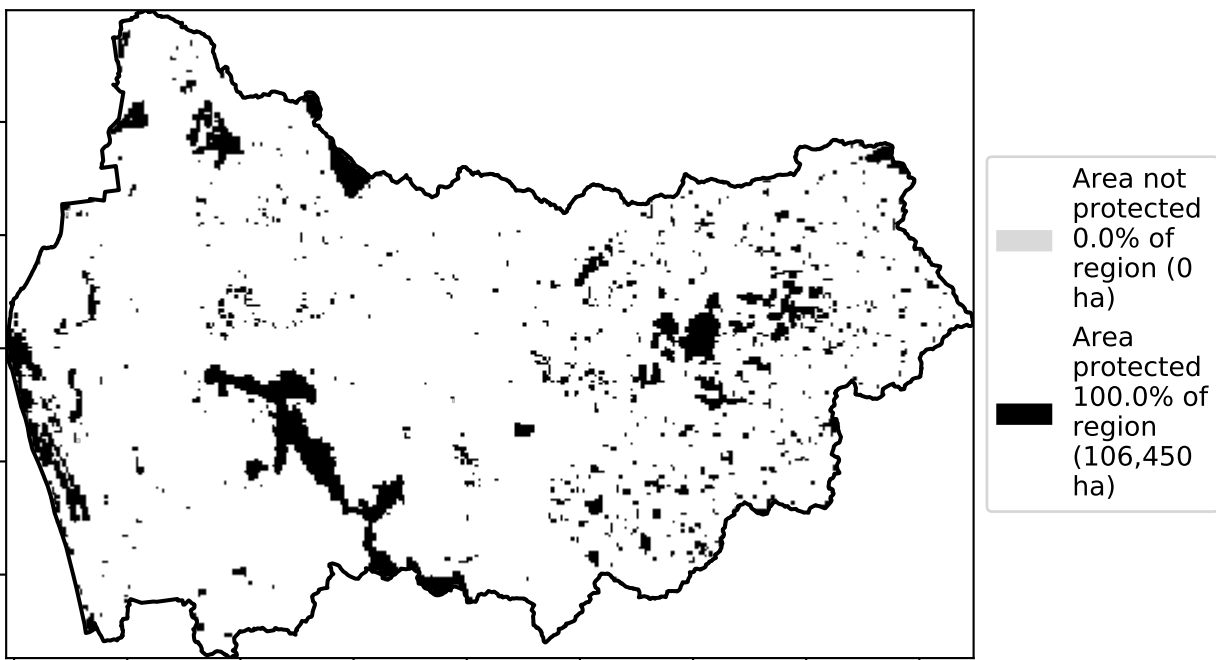 Area not
protected
0.0% of
region (0
ha)
Area
protected
100.0% of
region
(106,450
ha)